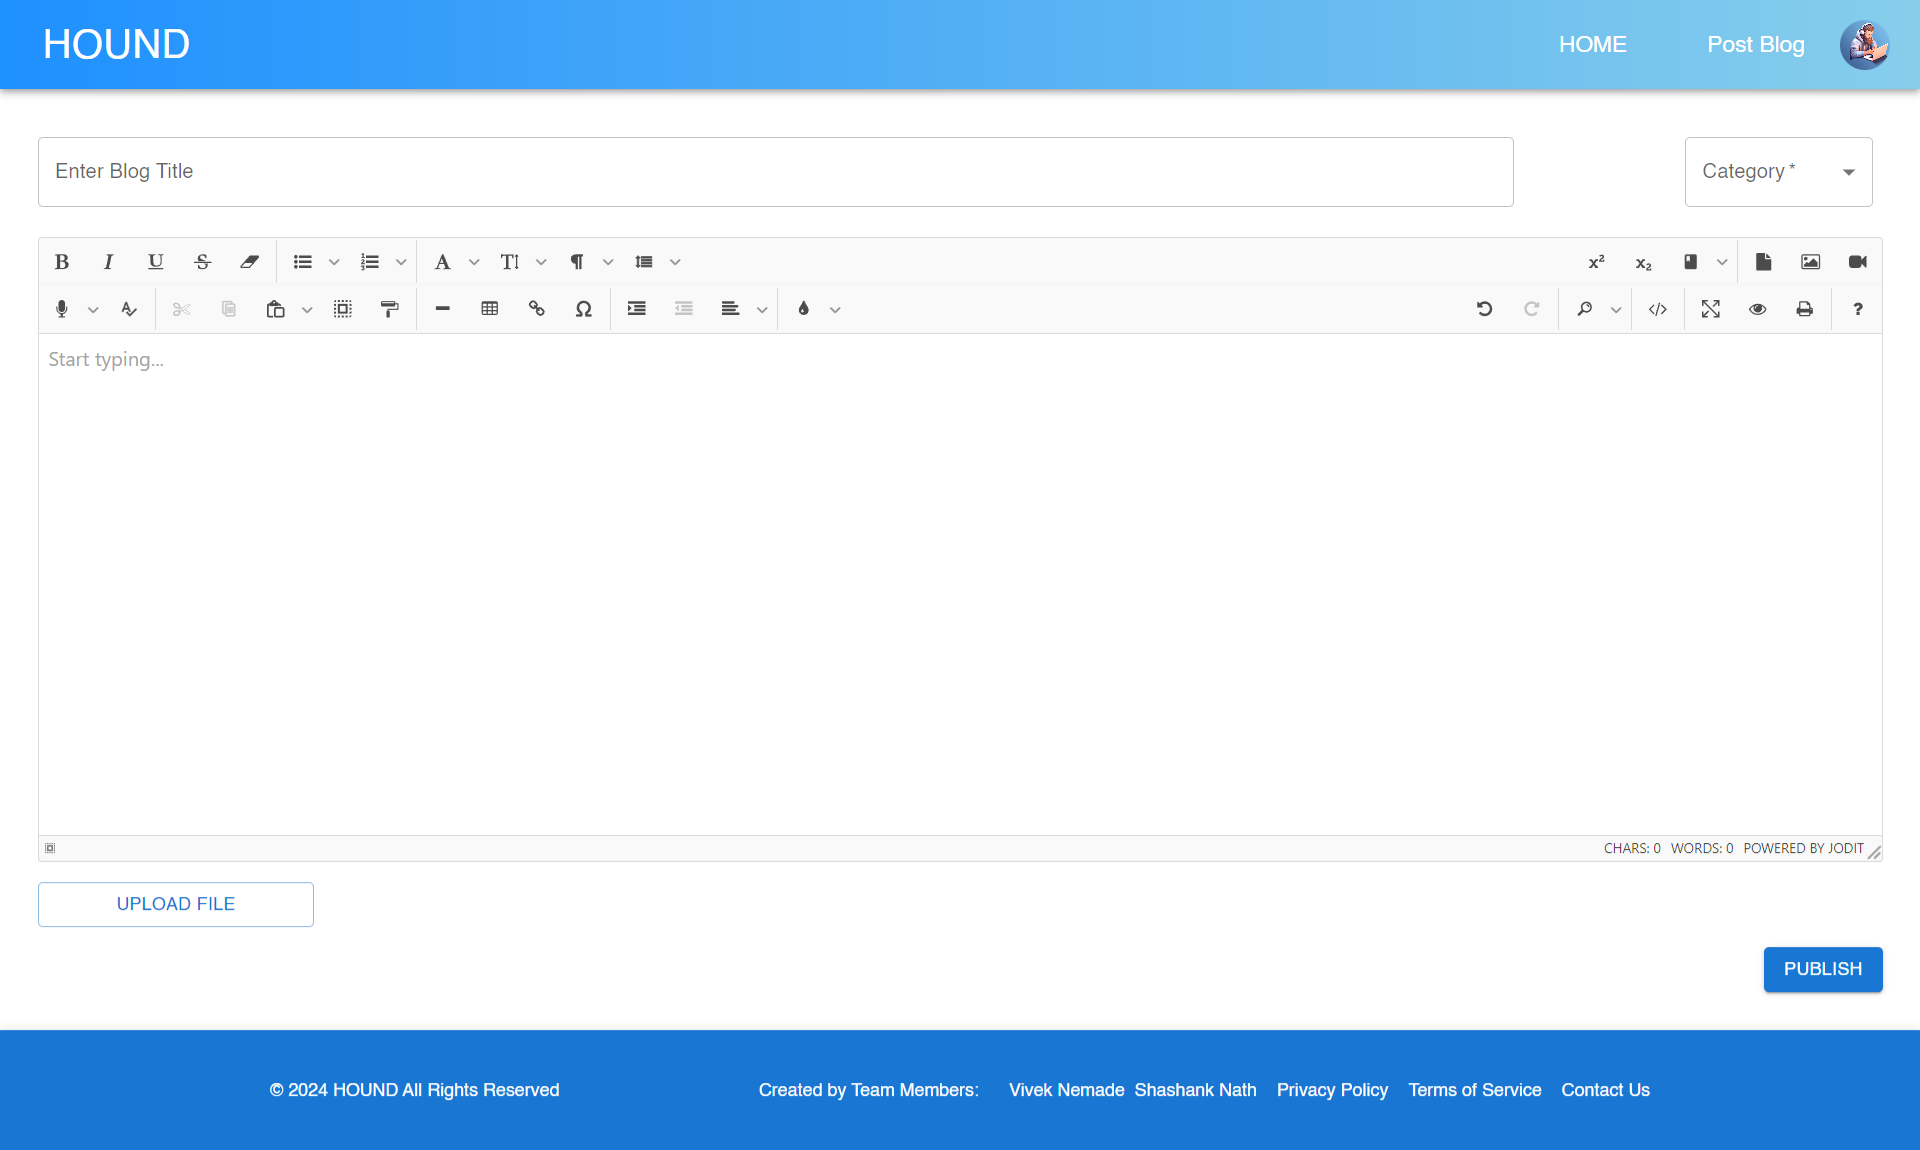 HOUND
HOME Post Blog
Enter Blog Title
Category *
Start typing...
CHARS: 0 WORDS: 0 POWERED BY JODIT
UPLOAD FILE
PUBLISH
© 2024 HOUND All Rights Reserved Created by Team Members: Vivek Nemade Shashank Nath Privacy Policy Terms of Service Contact Us